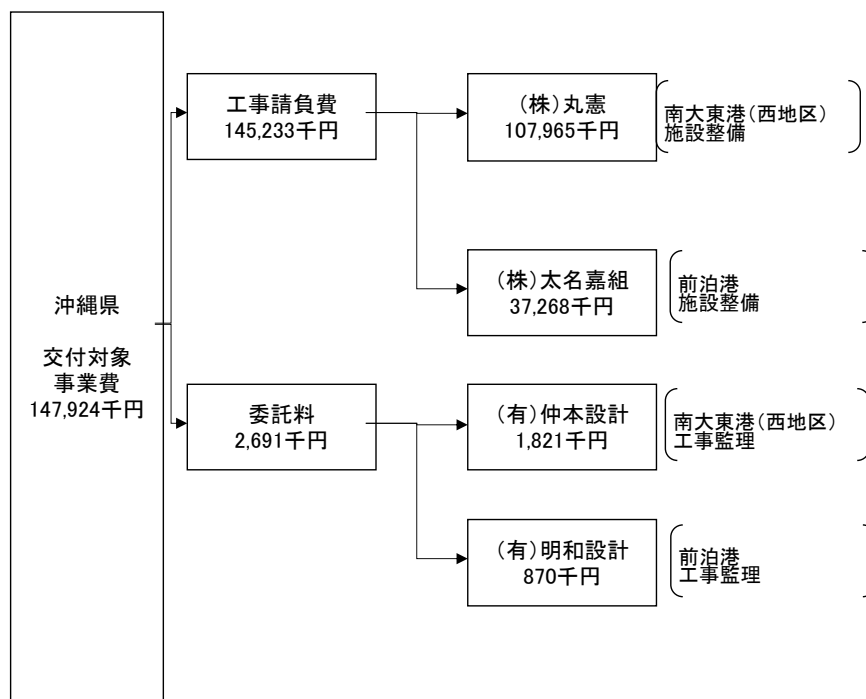 沖縄県
交付対象
事業費
147,924千円
工事請負費
145,233千円
(株)丸憲
107,965千円
南大東港(西地区)
施設整備
(株)太名嘉組
37,268千円
前泊港
施設整備
委託料
2,691千円
(有)仲本設計
1,821千円
南大東港(西地区)
工事監理
(有)明和設計
870千円
前泊港
工事監理